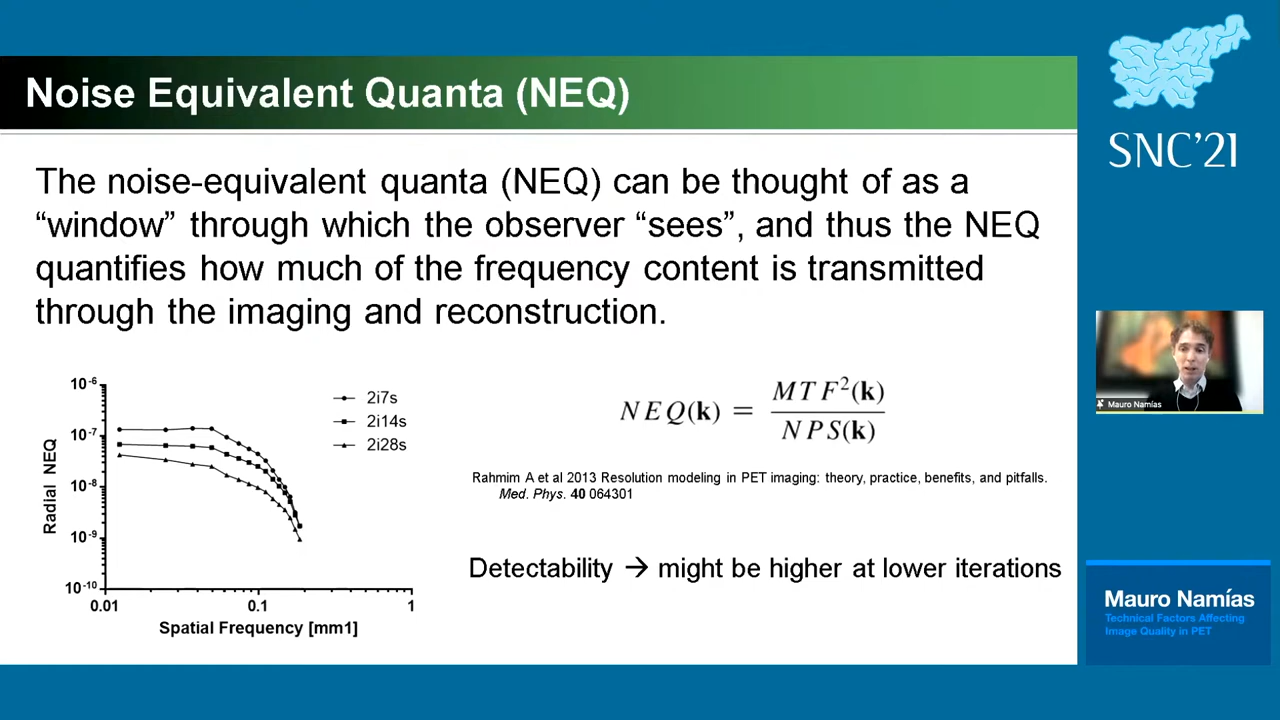 Noise Equivalent Quanta (NEQ)
The noise-equivalent quanta (NEQ) can be thought of as a
“window” through which the observer “sees”, and thus the NEQ
quantifies how much of the frequency content is transmitted
through the imaging and reconstruction.
10-6
10-7
10-8
10-9
10-10
Radial NEQ
0.01 0.1 1
Spatial Frequency [mm1]
2i7s
2i14s
2i28s
NEQ(k) = MTF²(k)
NPS(k)
Rahmim A et al 2013 Resolution modeling in PET imaging: theory, practice, benefits, and pitfalls.
Med. Phys. 40 064301
Detectability → might be higher at lower iterations
SNC’21
Mauro Namías
Mauro Namías
Technical Factors Affecting
Image Quality in PET